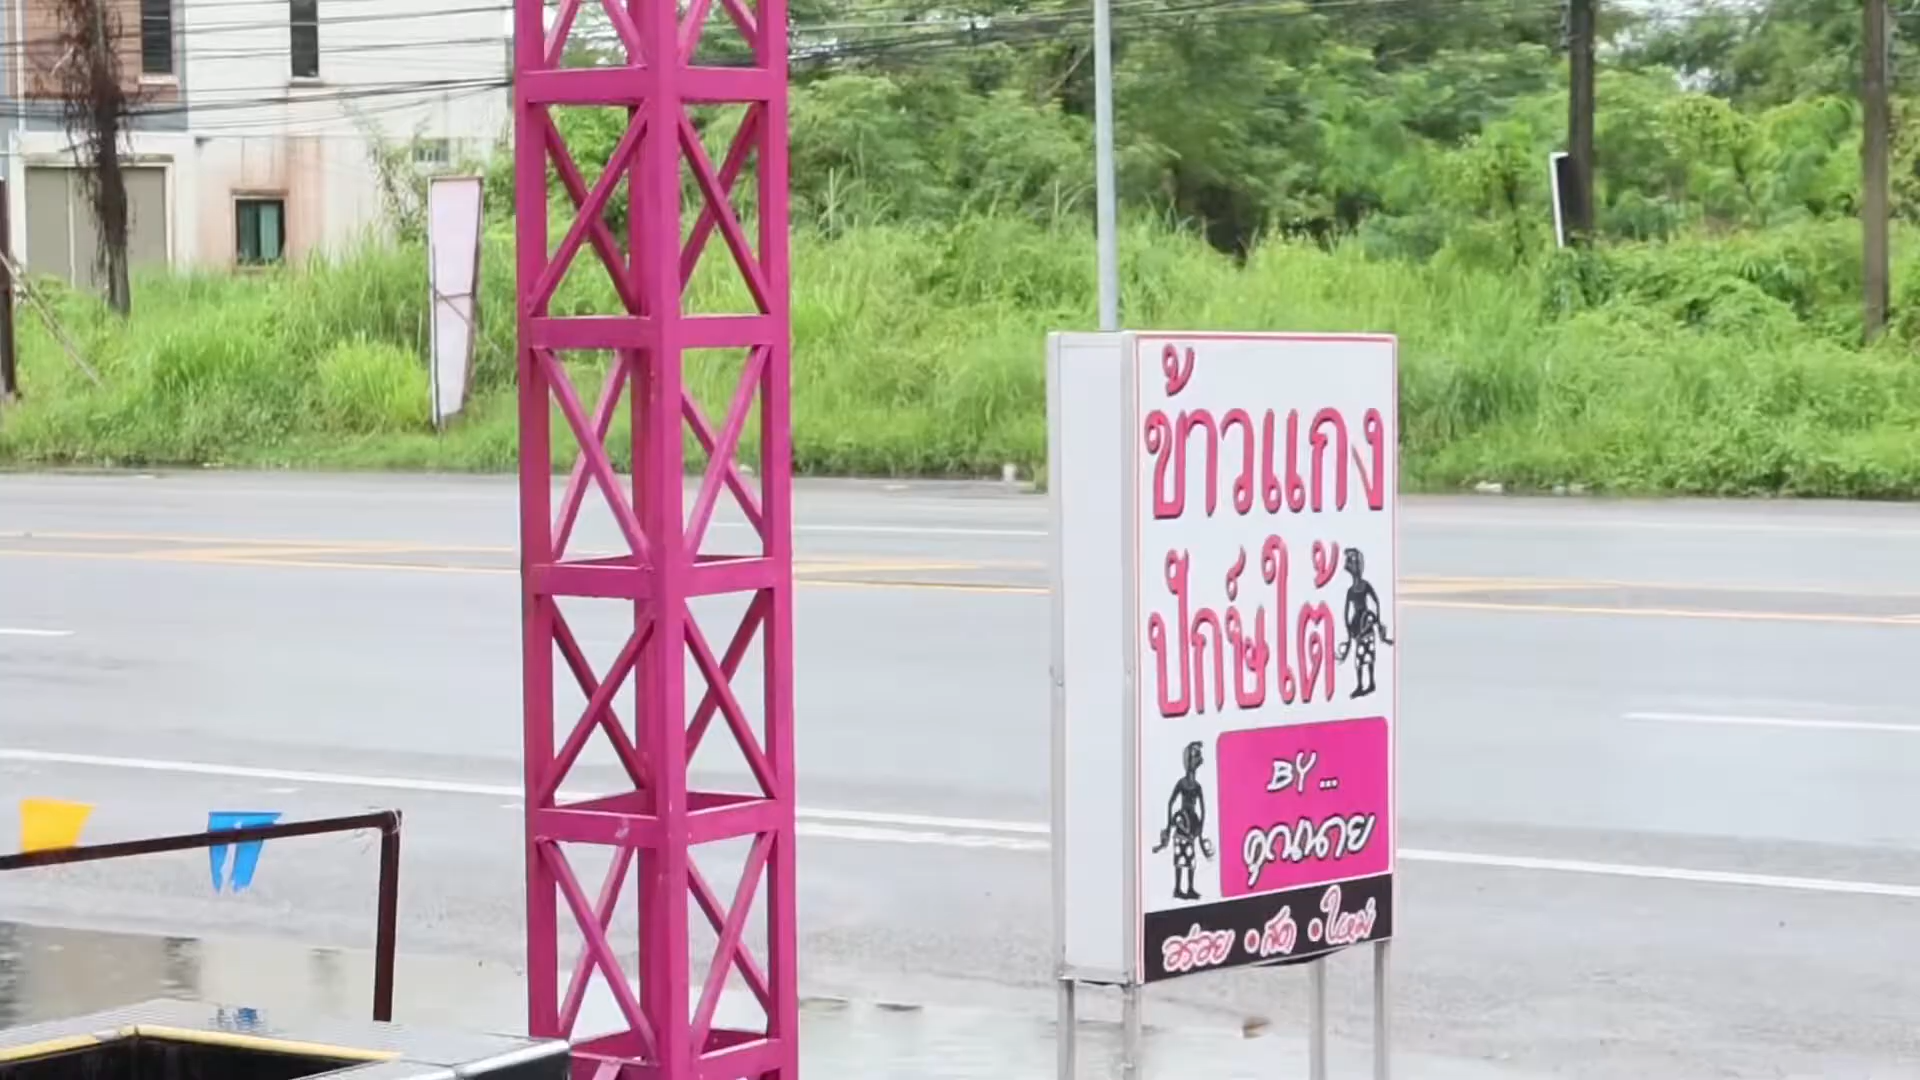 ข้าวแกง
ปักษ์ใต้
BY...
คุณนาย
อร่อย • สด • ใหม่